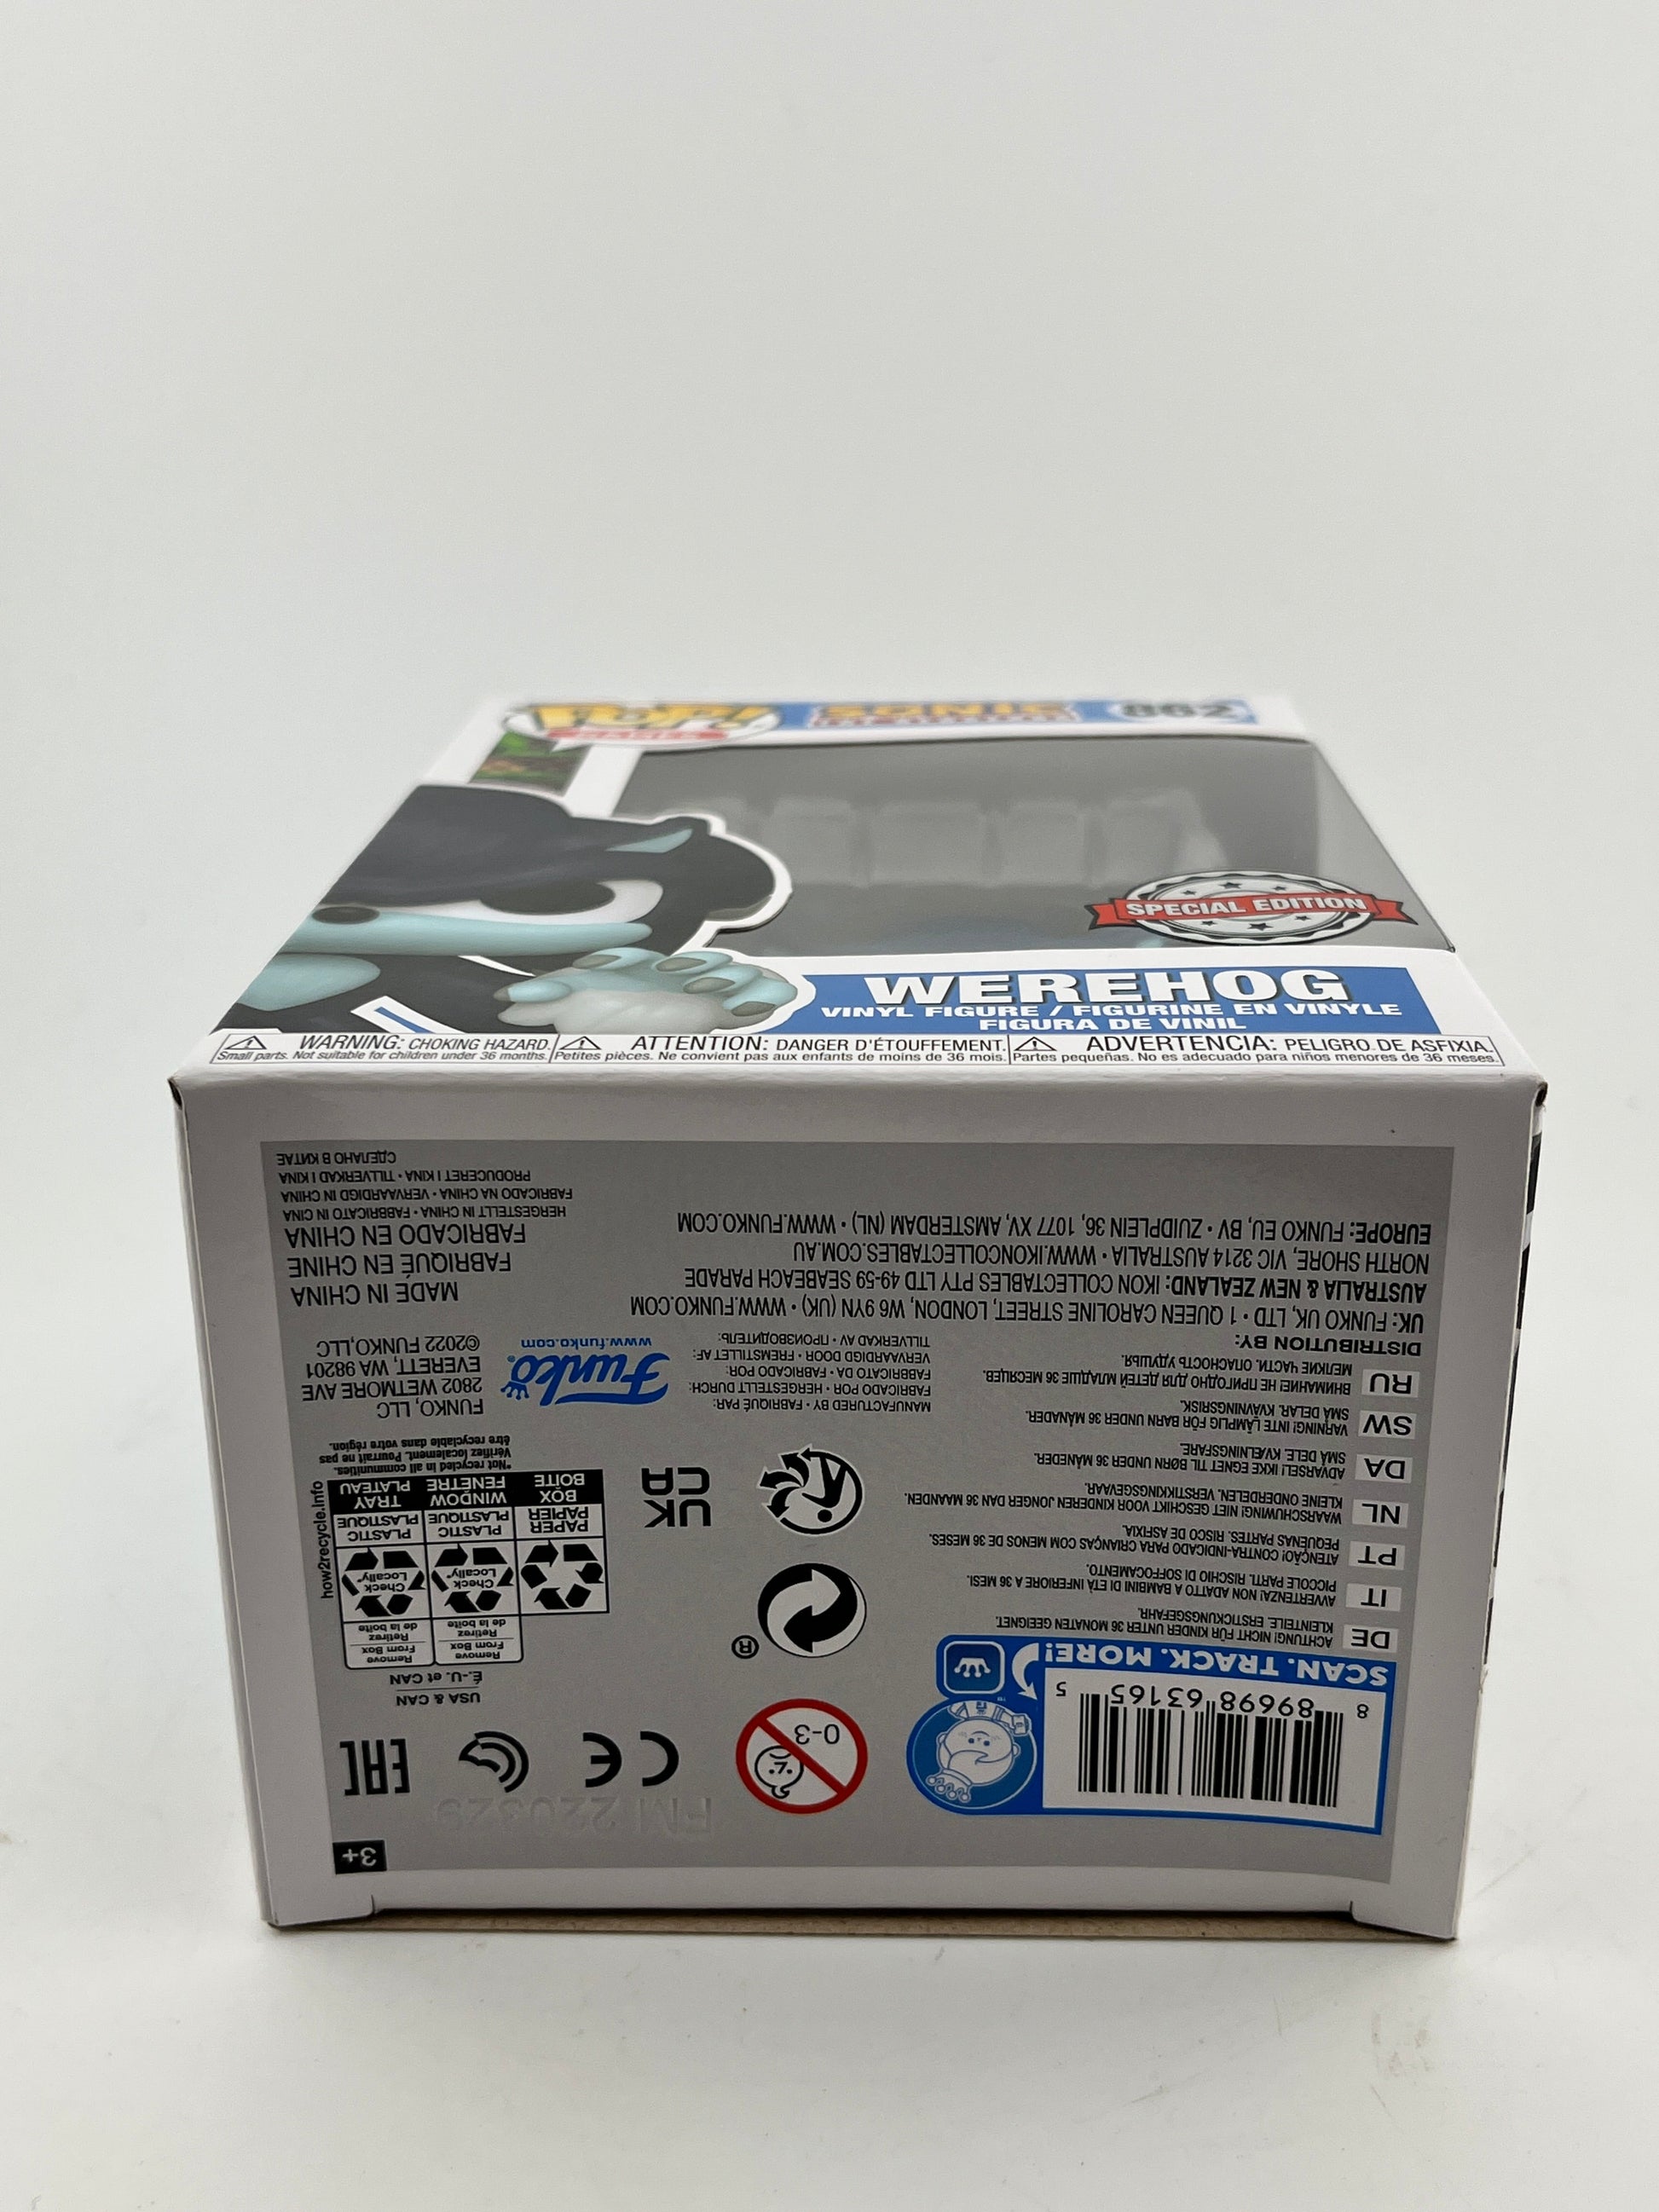 POP!
GAMES
SONIC
THE HEDGEHOG
862
SPECIAL EDITION
WEREHOG
VINYL FIGURE / FIGURINE EN VINYLE
FIGURA DE VINIL
WARNING: CHOKING HAZARD.
Small parts. Not suitable for children under 36 months.
ATTENTION: DANGER D'ÉTOUFFEMENT.
Petites pièces. Ne convient pas aux enfants de moins de 36 mois.
ADVERTENCIA: PELIGRO DE ASFIXIA.
Partes pequeñas. No es adecuado para niños menores de 36 meses.
3+
FM 220329
8 89698 63165 5
SCAN. TRACK. MORE!
0-3
CE
EAC
DE ACHTUNG! NICHT FÜR KINDER UNTER 36 MONATEN GEEIGNET.
KLEINTEILE. ERSTICKUNGSGEFAHR.
IT AVVERTENZA! NON ADATTO A BAMBINI DI ETÀ INFERIORE A 36 MESI.
PICCOLE PARTI. RISCHIO DI SOFFOCAMENTO.
PT ATENÇÃO! CONTRA-INDICADO PARA CRIANÇAS COM MENOS DE 36 MESES.
PEQUENAS PARTES. RISCO DE ASFIXIA.
NL WAARSCHUWING! NIET GESCHIKT VOOR KINDEREN JONGER DAN 36 MAANDEN.
KLEINE ONDERDELEN. VERSTIKKINGSGEVAAR.
DA ADVARSEL! IKKE EGNET TIL BØRN UNDER 36 MÅNEDER.
SMÅ DELE. KVÆLNINGSFARE.
SW VARNING! INTE LÄMPLIG FÖR BARN UNDER 36 MÅNADER.
SMÅ DELAR. KVÄVNINGSRISK.
RU ВНИМАНИЕ! НЕ ПРИГОДНО ДЛЯ ДЕТЕЙ МЛАДШЕ 36 МЕСЯЦЕВ.
МЕЛКИЕ ЧАСТИ. ОПАСНОСТЬ УДУШЬЯ.
®
UK
CA
USA & CAN
É.-U. et CAN
Remove
From Box
Retirez
de la boîte
Remove
From Box
Retirez
de la boîte
Check
Locally*
Check
Locally*
PAPER
PAPIER
BOX
BOÎTE
PLASTIC
PLASTIQUE
WINDOW
FENÊTRE
PLASTIC
PLASTIQUE
TRAY
PLATEAU
how2recycle.info
*Not recycled in all communities.
Vérifiez localement. Pourrait ne pas
être recyclable dans votre région.
MANUFACTURED BY • FABRIQUÉ PAR:
FABRICADO POR • HERGESTELLT DURCH:
FABBRICATO DA • FABRICADO POR:
VERVAARDIGD DOOR • FREMSTILLET AF:
TILLVERKAD AV • ПРОИЗВОДИТЕЛЬ:
Funko®
www.funko.com
FUNKO, LLC
2802 WETMORE AVE
EVERETT, WA 98201
©2022 FUNKO,LLC
DISTRIBUTION BY:
UK: FUNKO UK, LTD • 1 QUEEN CAROLINE STREET, LONDON, W6 9YN (UK) • WWW.FUNKO.COM
AUSTRALIA & NEW ZEALAND: IKON COLLECTABLES PTY LTD 49-59 SEABEACH PARADE
NORTH SHORE, VIC 3214 AUSTRALIA • WWW.IKONCOLLECTABLES.COM.AU
EUROPE: FUNKO EU, BV • ZUIDPLEIN 36, 1077 XV, AMSTERDAM (NL) • WWW.FUNKO.COM
MADE IN CHINA
FABRIQUÉ EN CHINE
FABRICADO EN CHINA
HERGESTELLT IN CHINA • FABBRICATO IN CINA
FABRICADO NA CHINA • VERVAARDIGD IN CHINA
PRODUCERET I KINA • TILLVERKAD I KINA
СДЕЛАНО В КИТАЕ